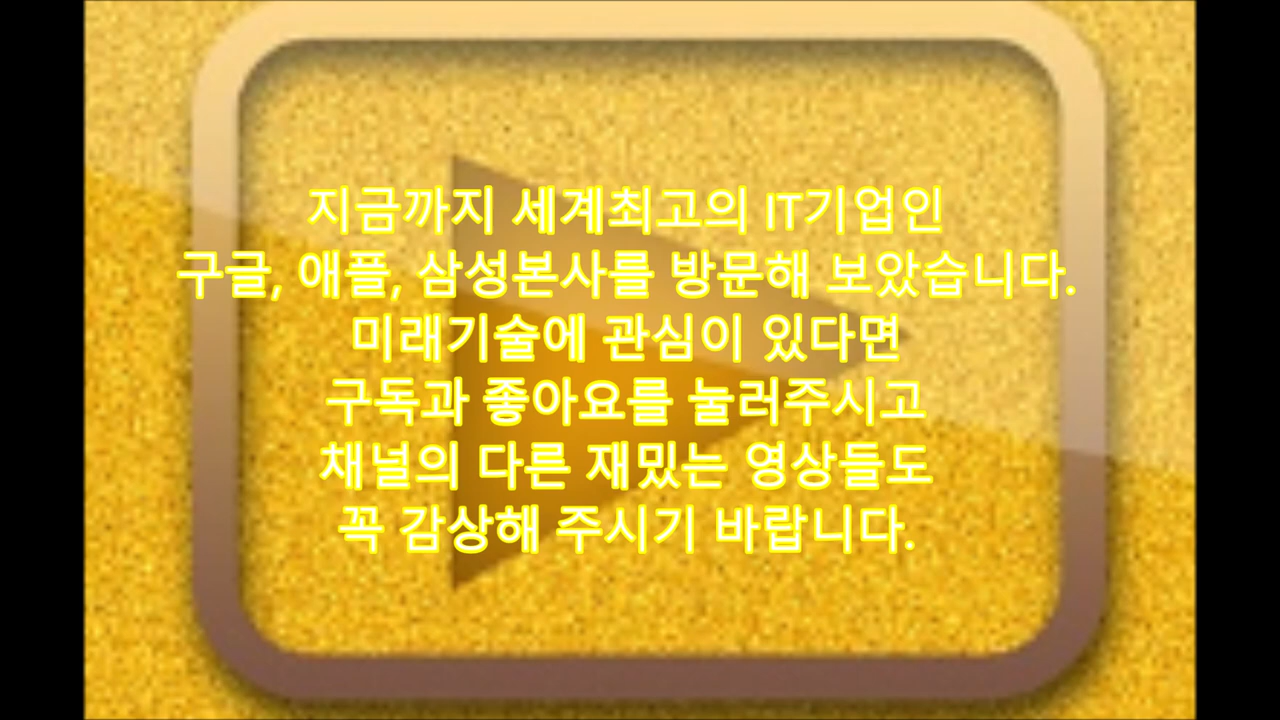 지금까지 세계최고의 IT기업인
구글, 애플, 삼성본사를 방문해 보았습니다.
미래기술에 관심이 있다면
구독과 좋아요를 눌러주시고
채널의 다른 재밌는 영상들도
꼭 감상해 주시기 바랍니다.